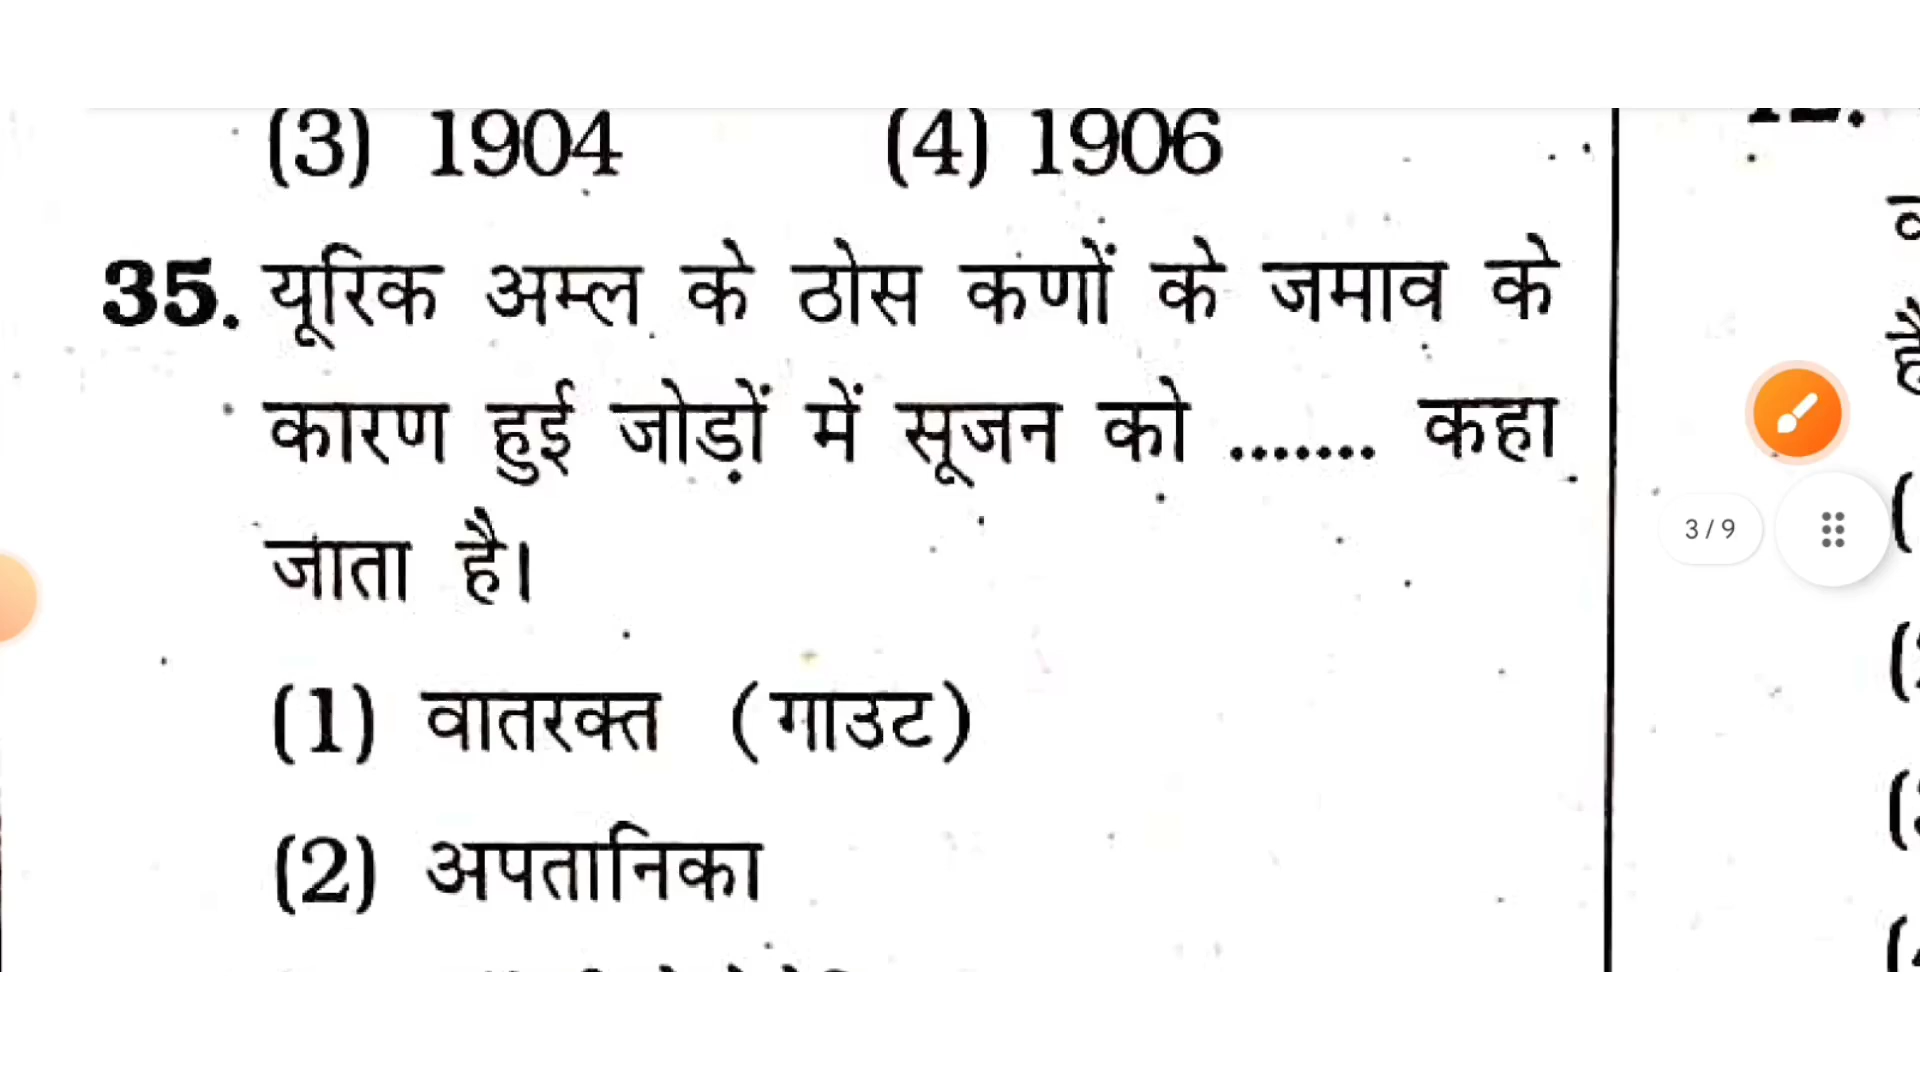 (3) 1904 (4) 1906
35. यूरिक अम्ल के ठोस कणों के जमाव के
कारण हुई जोड़ों में सूजन को ....... कहा
जाता है।
(1) वातरक्त (गाउट)
(2) अपतानिका
3 / 9